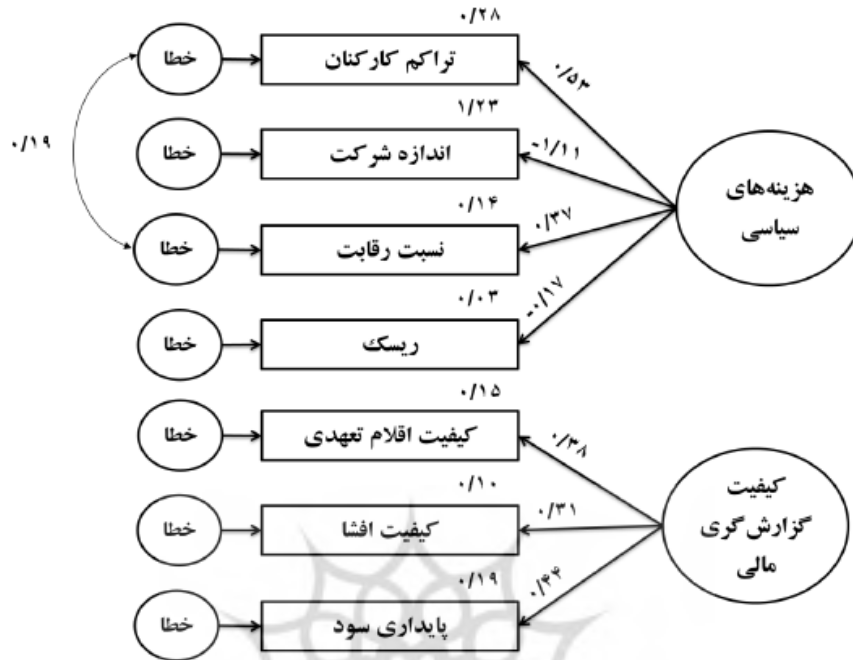 ۰/۲۸
خطا
تراکم کارکنان
۰/۵۳
۱/۲۳
خطا
اندازه شرکت
-۱/۱۱
۰/۱۹
۰/۱۴
خطا
نسبت رقابت
۰/۳۷
هزینه‌های
سیاسی
۰/۰۳
خطا
ریسک
-۰/۱۷
۰/۱۵
خطا
کیفیت اقلام تعهدی
۰/۳۸
۰/۱۰
خطا
کیفیت افشا
۰/۳۱
کیفیت
گزارش‌گری
مالی
۰/۱۹
خطا
پایداری سود
۰/۴۴